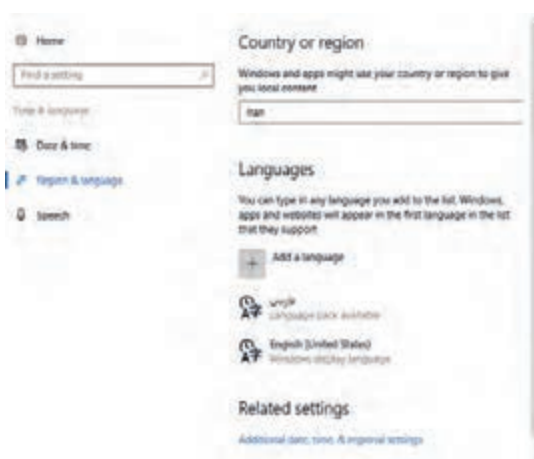 Home
Find a setting
Time & language
Date & time
Region & language
Speech
Country or region
Windows and apps might use your country or region to give
you local content
Iran
Languages
You can type in any language you add to the list. Windows,
apps and websites will appear in the first language in the list
that they support
Add a language
فارسی
Language pack available
English (United States)
Windows display language
Related settings
Additional date, time, & regional settings